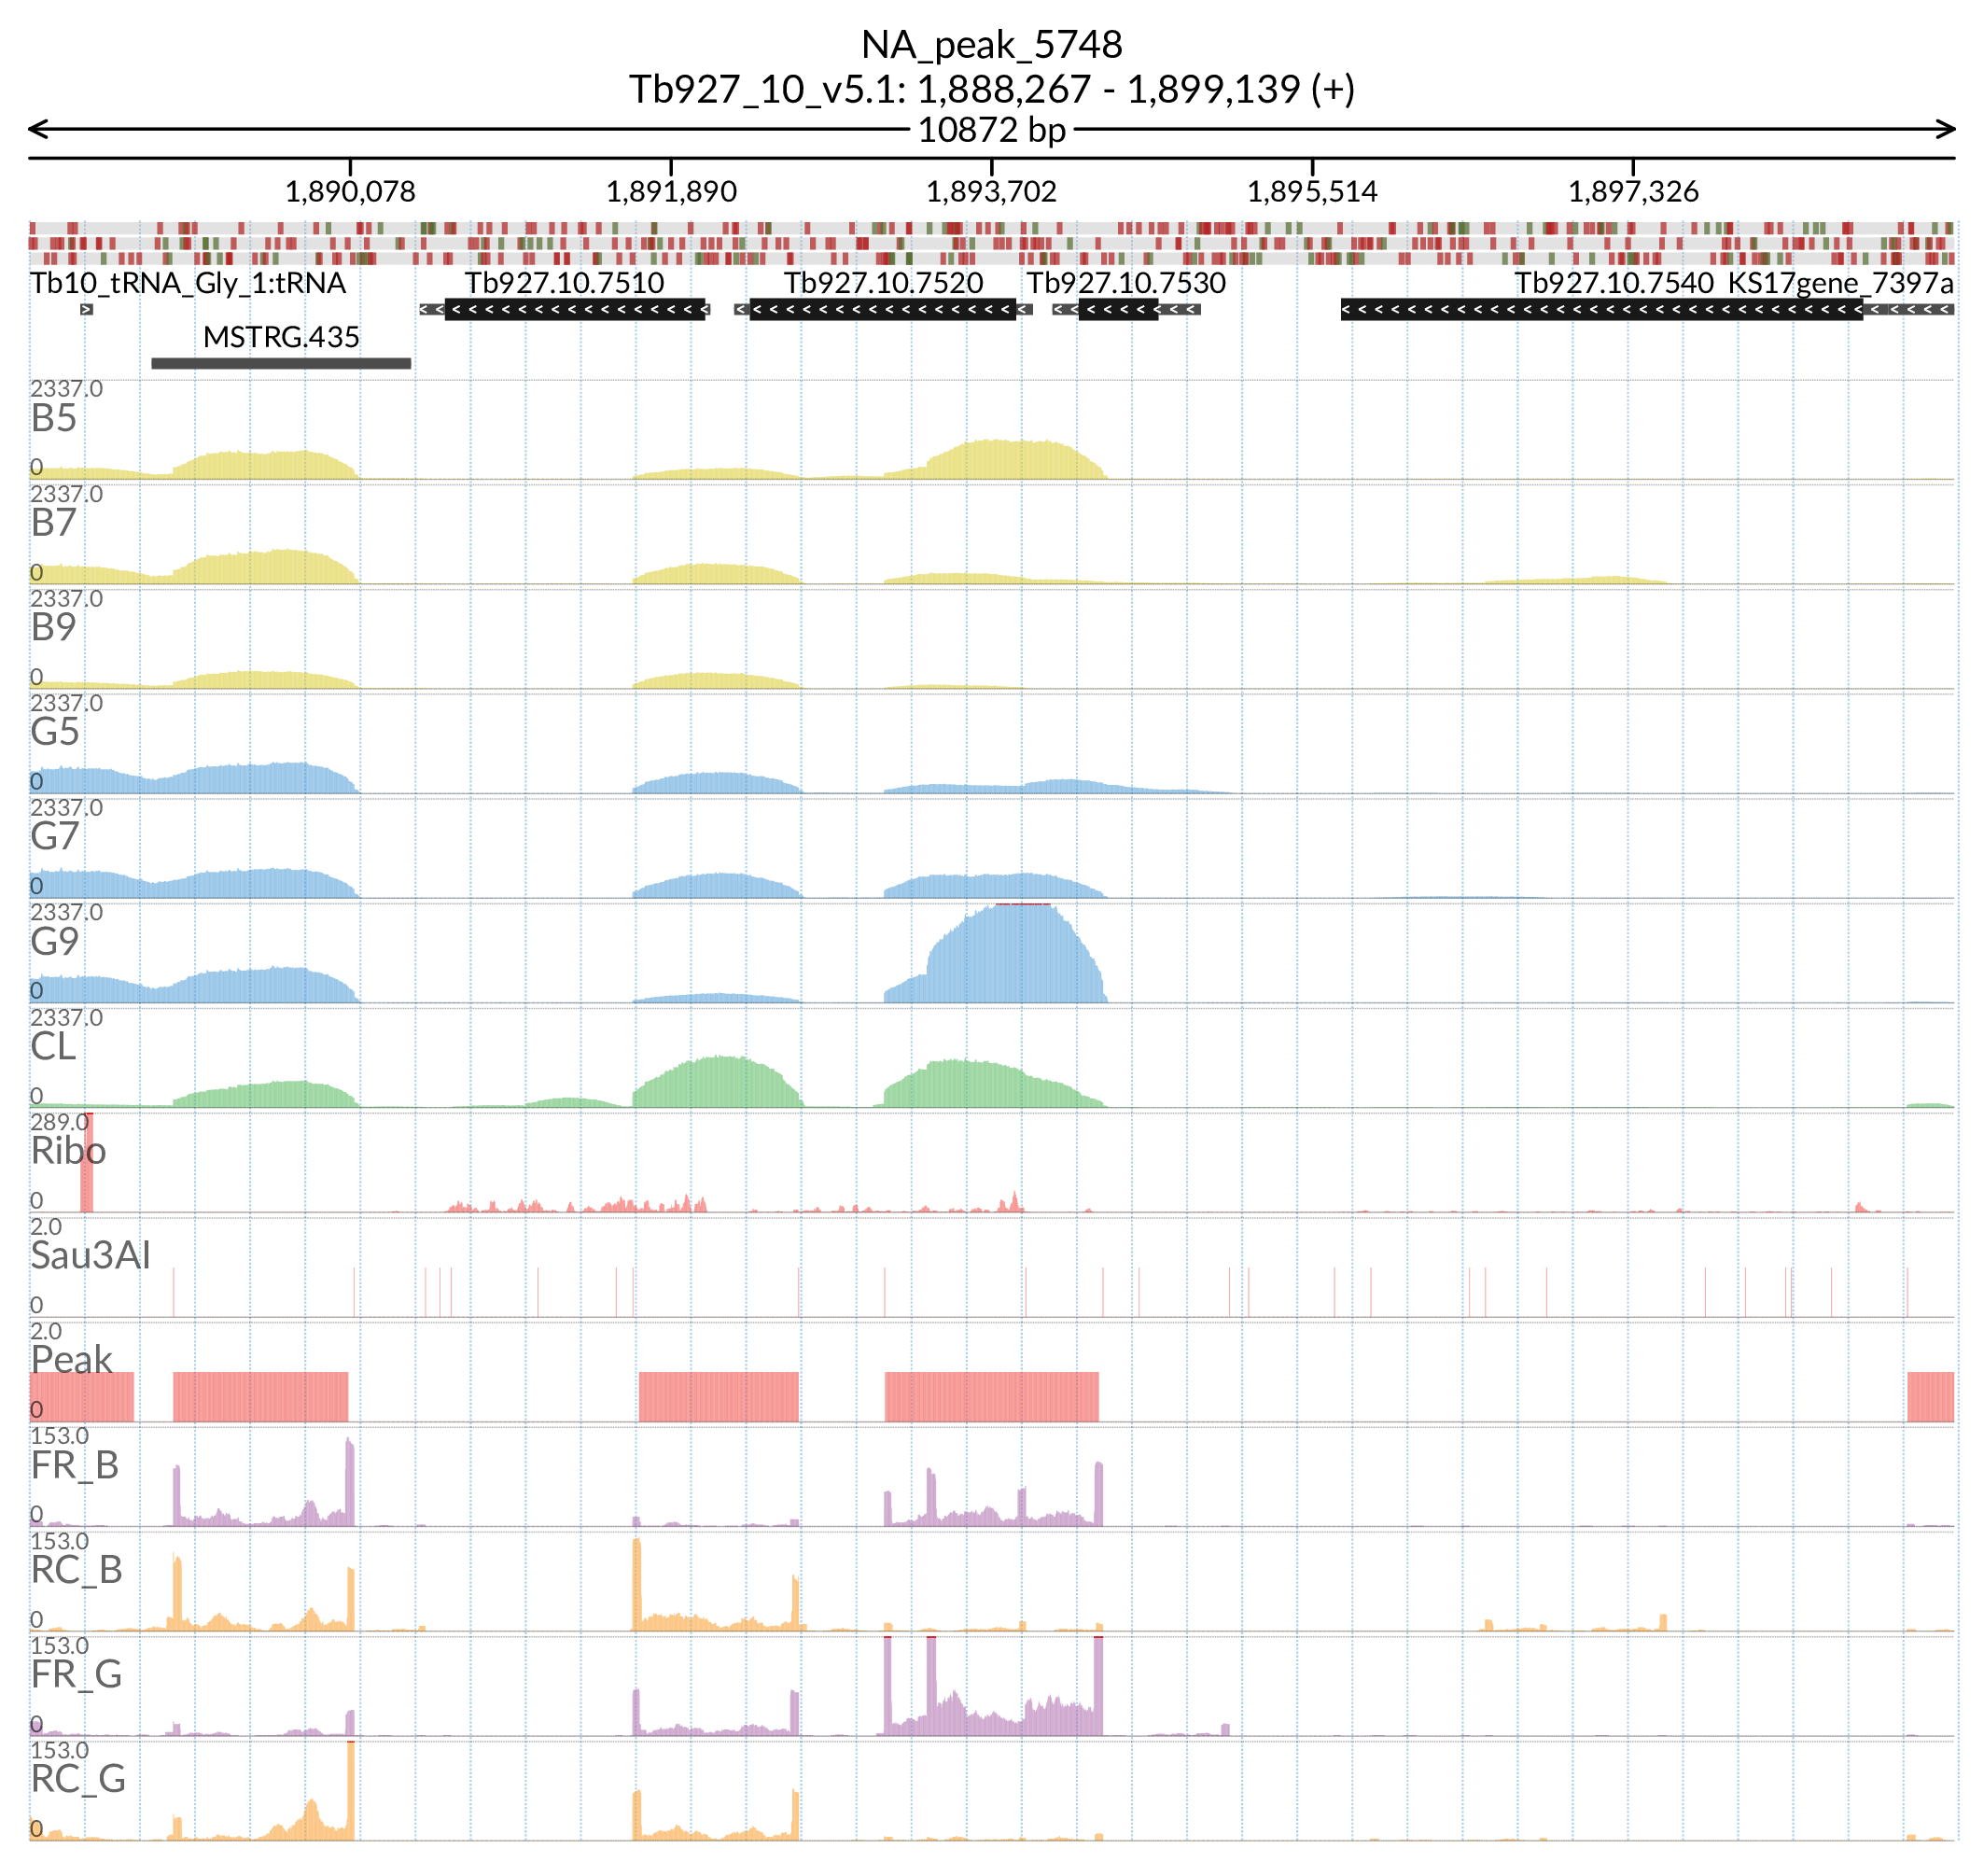 NA_peak_5748
Tb927_10_v5.1: 1,888,267 - 1,899,139 (+)
10872 bp
1,890,078 1,891,890 1,893,702 1,895,514 1,897,326
Tb10_tRNA_Gly_1:tRNA Tb927.10.7510 Tb927.10.7520 Tb927.10.7530 Tb927.10.7540 KS17gene_7397a
MSTRG.435
2337.0
B5
0
2337.0
B7
0
2337.0
B9
0
2337.0
G5
0
2337.0
G7
0
2337.0
G9
0
2337.0
CL
0
289.0
Ribo
0
2.0
Sau3AI
0
2.0
Peak
0
153.0
FR_B
0
153.0
RC_B
0
153.0
FR_G
0
153.0
RC_G
0